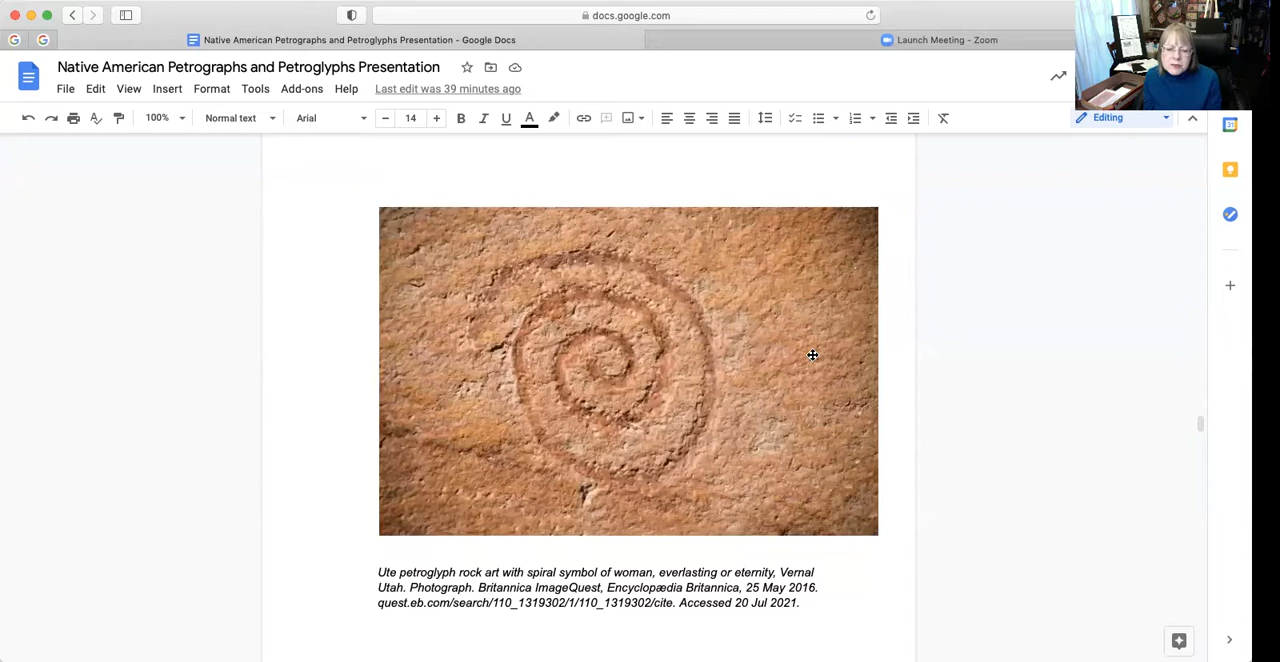 docs.google.com
Native American Petrographs and Petroglyphs Presentation - Google Docs
Launch Meeting - Zoom
Native American Petrographs and Petroglyphs Presentation
File Edit View Insert Format Tools Add-ons Help Last edit was 39 minutes ago
100% Normal text Arial 14 Editing
Ute petroglyph rock art with spiral symbol of woman, everlasting or eternity, Vernal
Utah. Photograph. Britannica ImageQuest, Encyclopædia Britannica, 25 May 2016.
quest.eb.com/search/110_1319302/1/110_1319302/cite. Accessed 20 Jul 2021.